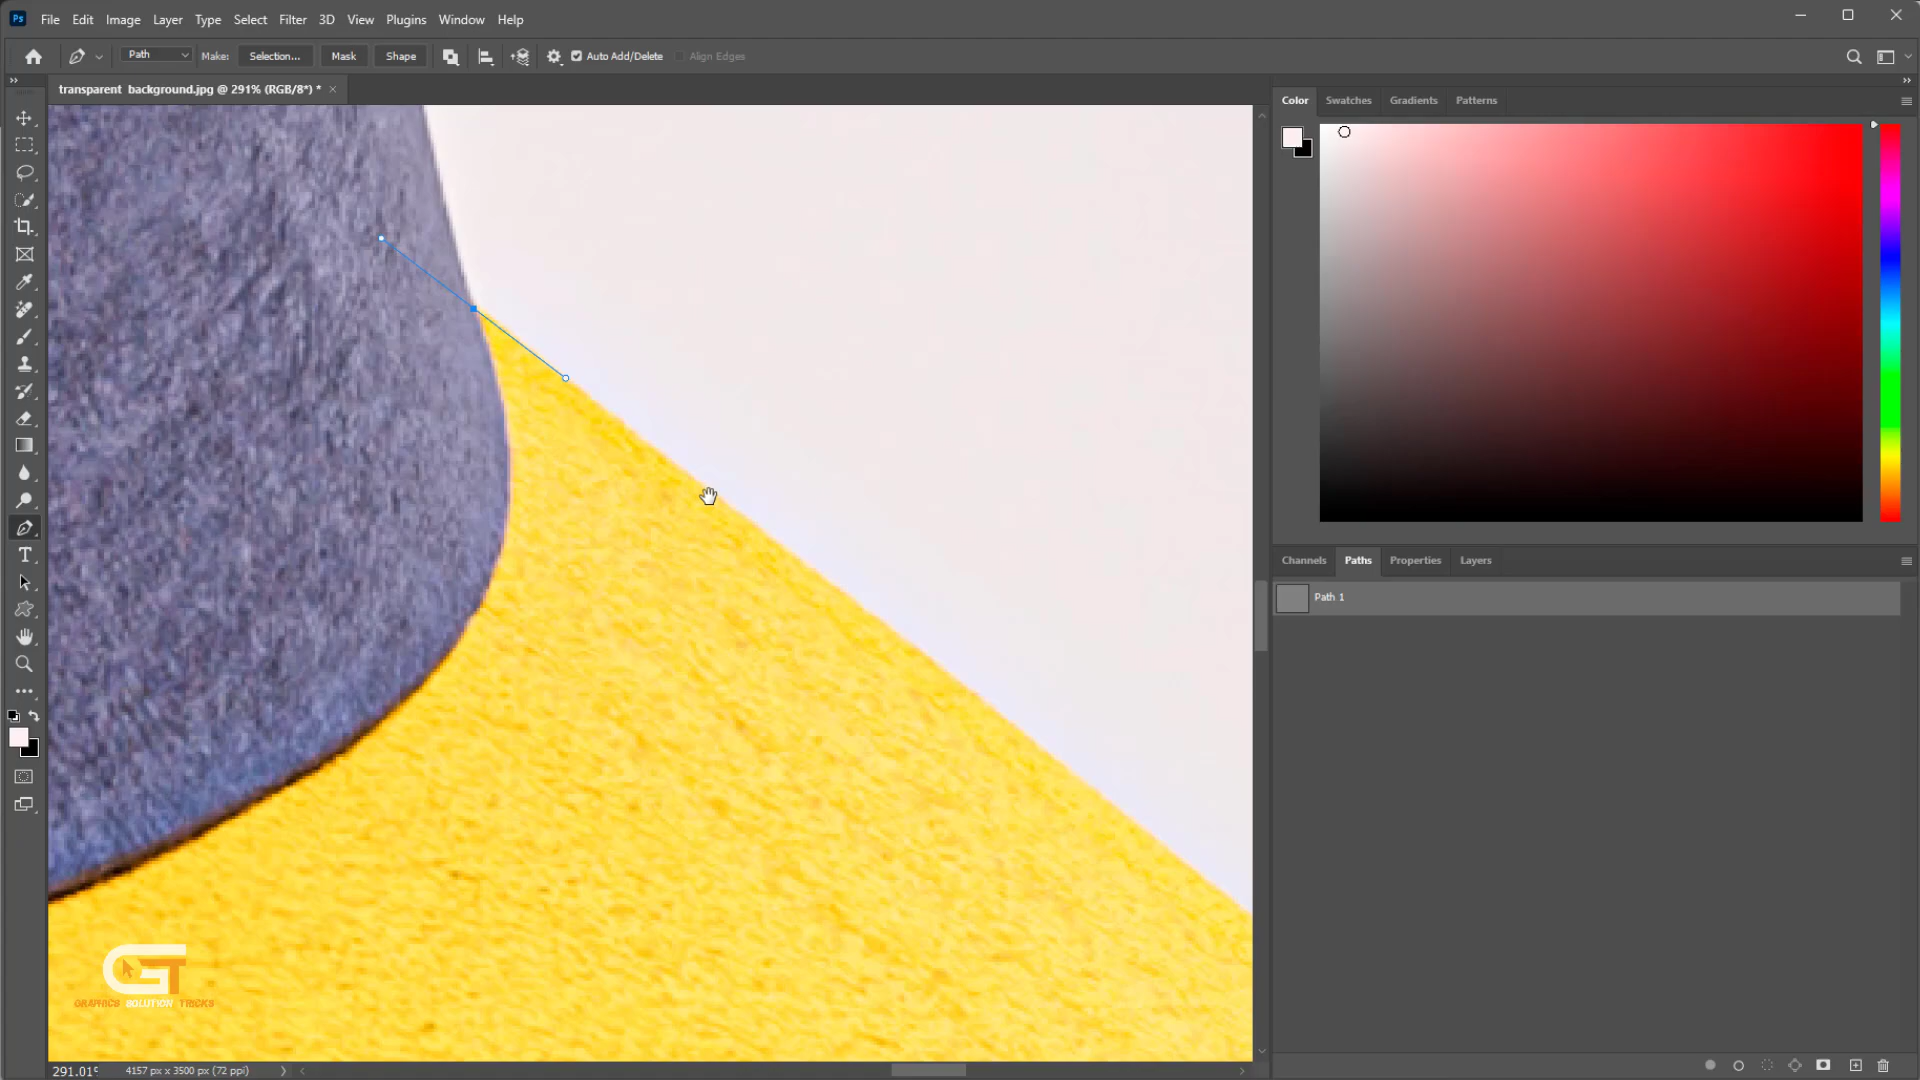 Ps File Edit Image Layer Type Select Filter 3D View Plugins Window Help
Path Make: Selection... Mask Shape Auto Add/Delete Align Edges
transparent background.jpg @ 291% (RGB/8*) * ×
Color Swatches Gradients Patterns
Channels Paths Properties Layers
Path 1
GT
GRAPHICS SOLUTION TRICKS
291.01% 4157 px x 3500 px (72 ppi)